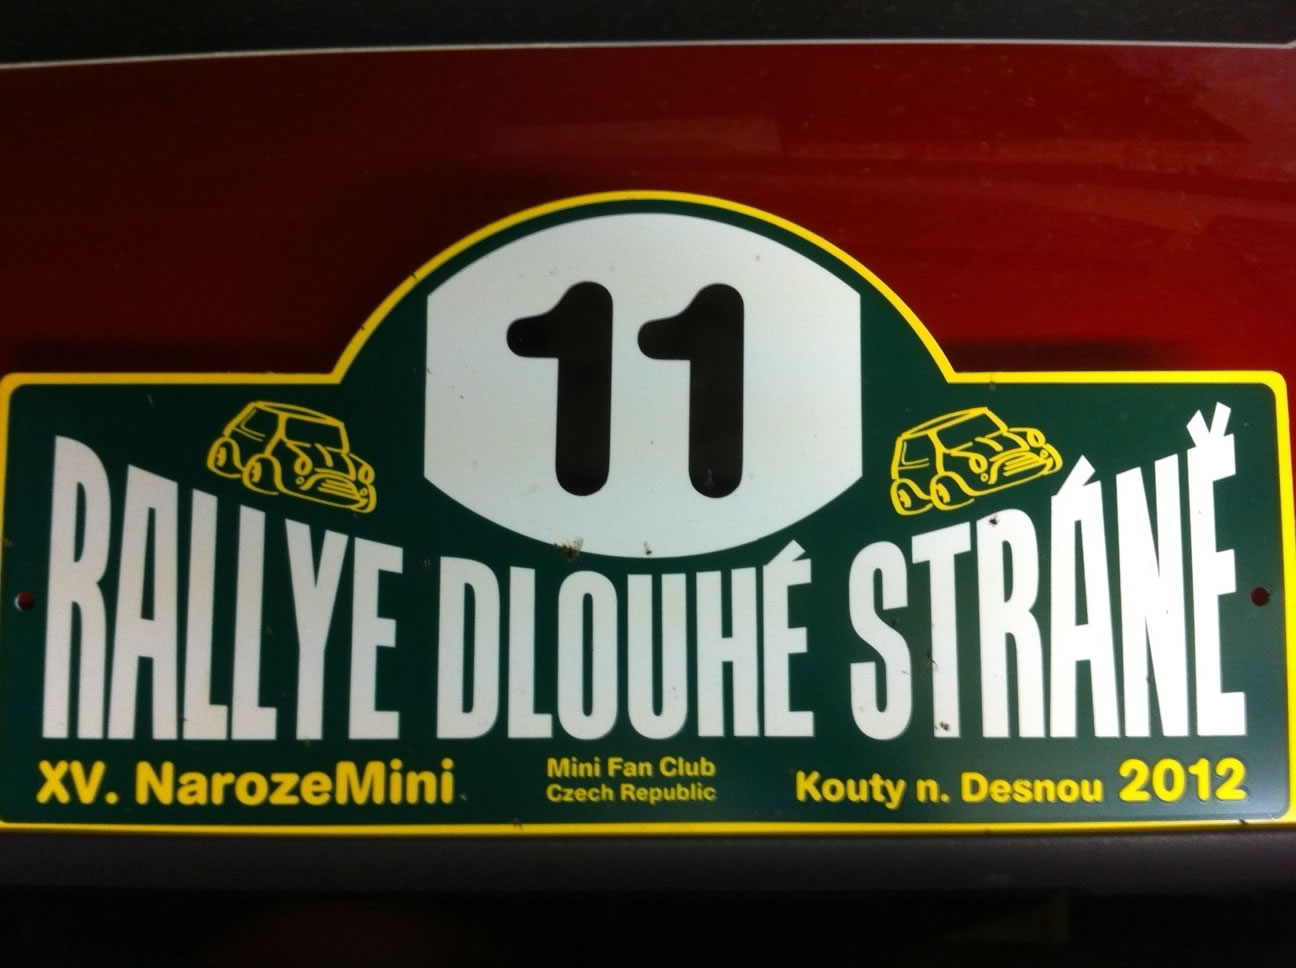 11
RALLYE DLOUHÉ STRÁNĚ
XV. NarozeMini
Mini Fan Club
Czech Republic
Kouty n. Desnou 2012